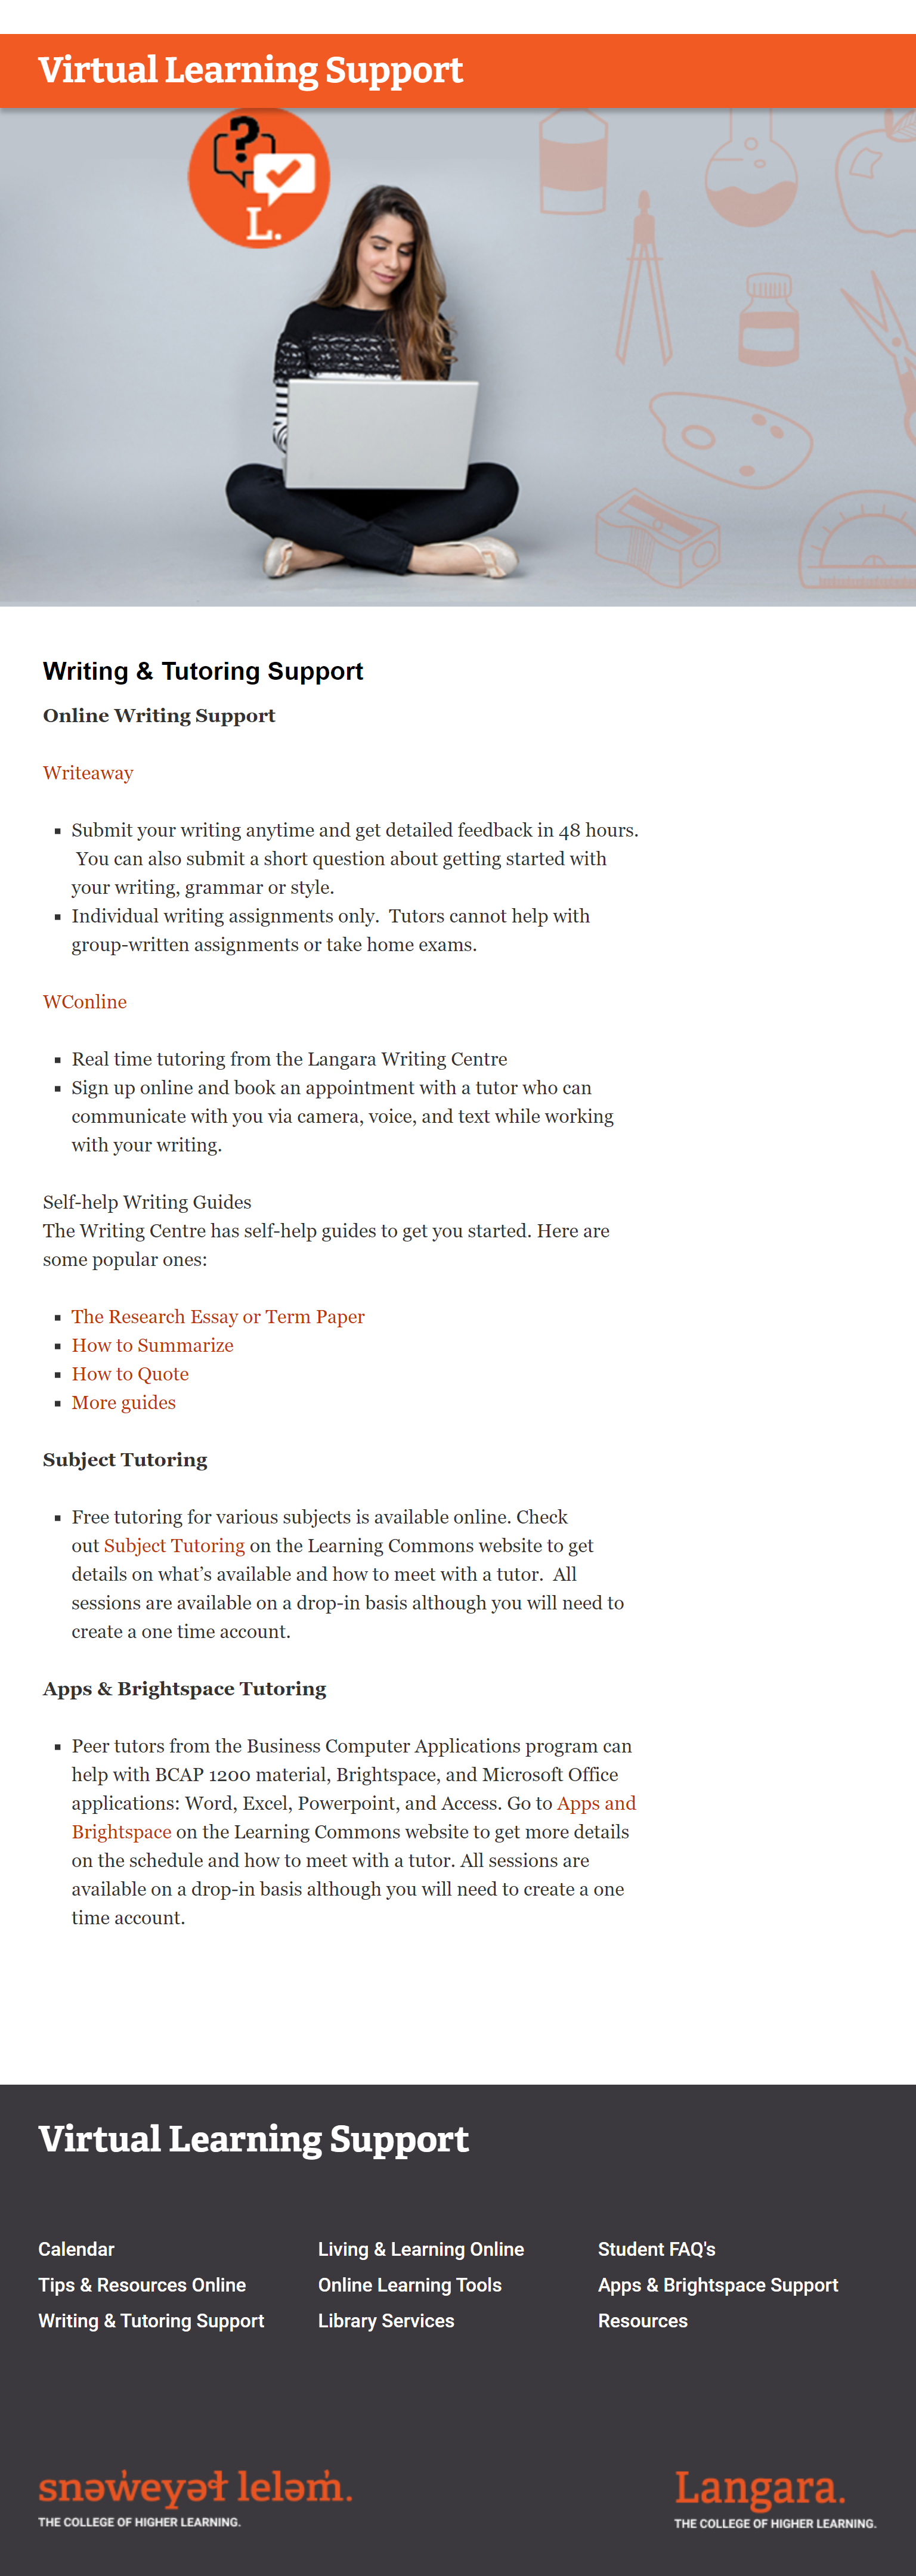 Virtual Learning Support
?
L.
Writing & Tutoring Support
Online Writing Support
Writeaway
Submit your writing anytime and get detailed feedback in 48 hours.
You can also submit a short question about getting started with
your writing, grammar or style.
Individual writing assignments only.  Tutors cannot help with
group-written assignments or take home exams.
WConline
Real time tutoring from the Langara Writing Centre
Sign up online and book an appointment with a tutor who can
communicate with you via camera, voice, and text while working
with your writing.
Self-help Writing Guides
The Writing Centre has self-help guides to get you started. Here are
some popular ones:
The Research Essay or Term Paper
How to Summarize
How to Quote
More guides
Subject Tutoring
Free tutoring for various subjects is available online. Check
out Subject Tutoring on the Learning Commons website to get
details on what’s available and how to meet with a tutor.  All
sessions are available on a drop-in basis although you will need to
create a one time account.
Apps & Brightspace Tutoring
Peer tutors from the Business Computer Applications program can
help with BCAP 1200 material, Brightspace, and Microsoft Office
applications: Word, Excel, Powerpoint, and Access. Go to Apps and
Brightspace on the Learning Commons website to get more details
on the schedule and how to meet with a tutor. All sessions are
available on a drop-in basis although you will need to create a one
time account.
Virtual Learning Support
Calendar
Tips & Resources Online
Writing & Tutoring Support
Living & Learning Online
Online Learning Tools
Library Services
Student FAQ's
Apps & Brightspace Support
Resources
snəw̓eyəɬ leləm̓.
THE COLLEGE OF HIGHER LEARNING.
Langara.
THE COLLEGE OF HIGHER LEARNING.